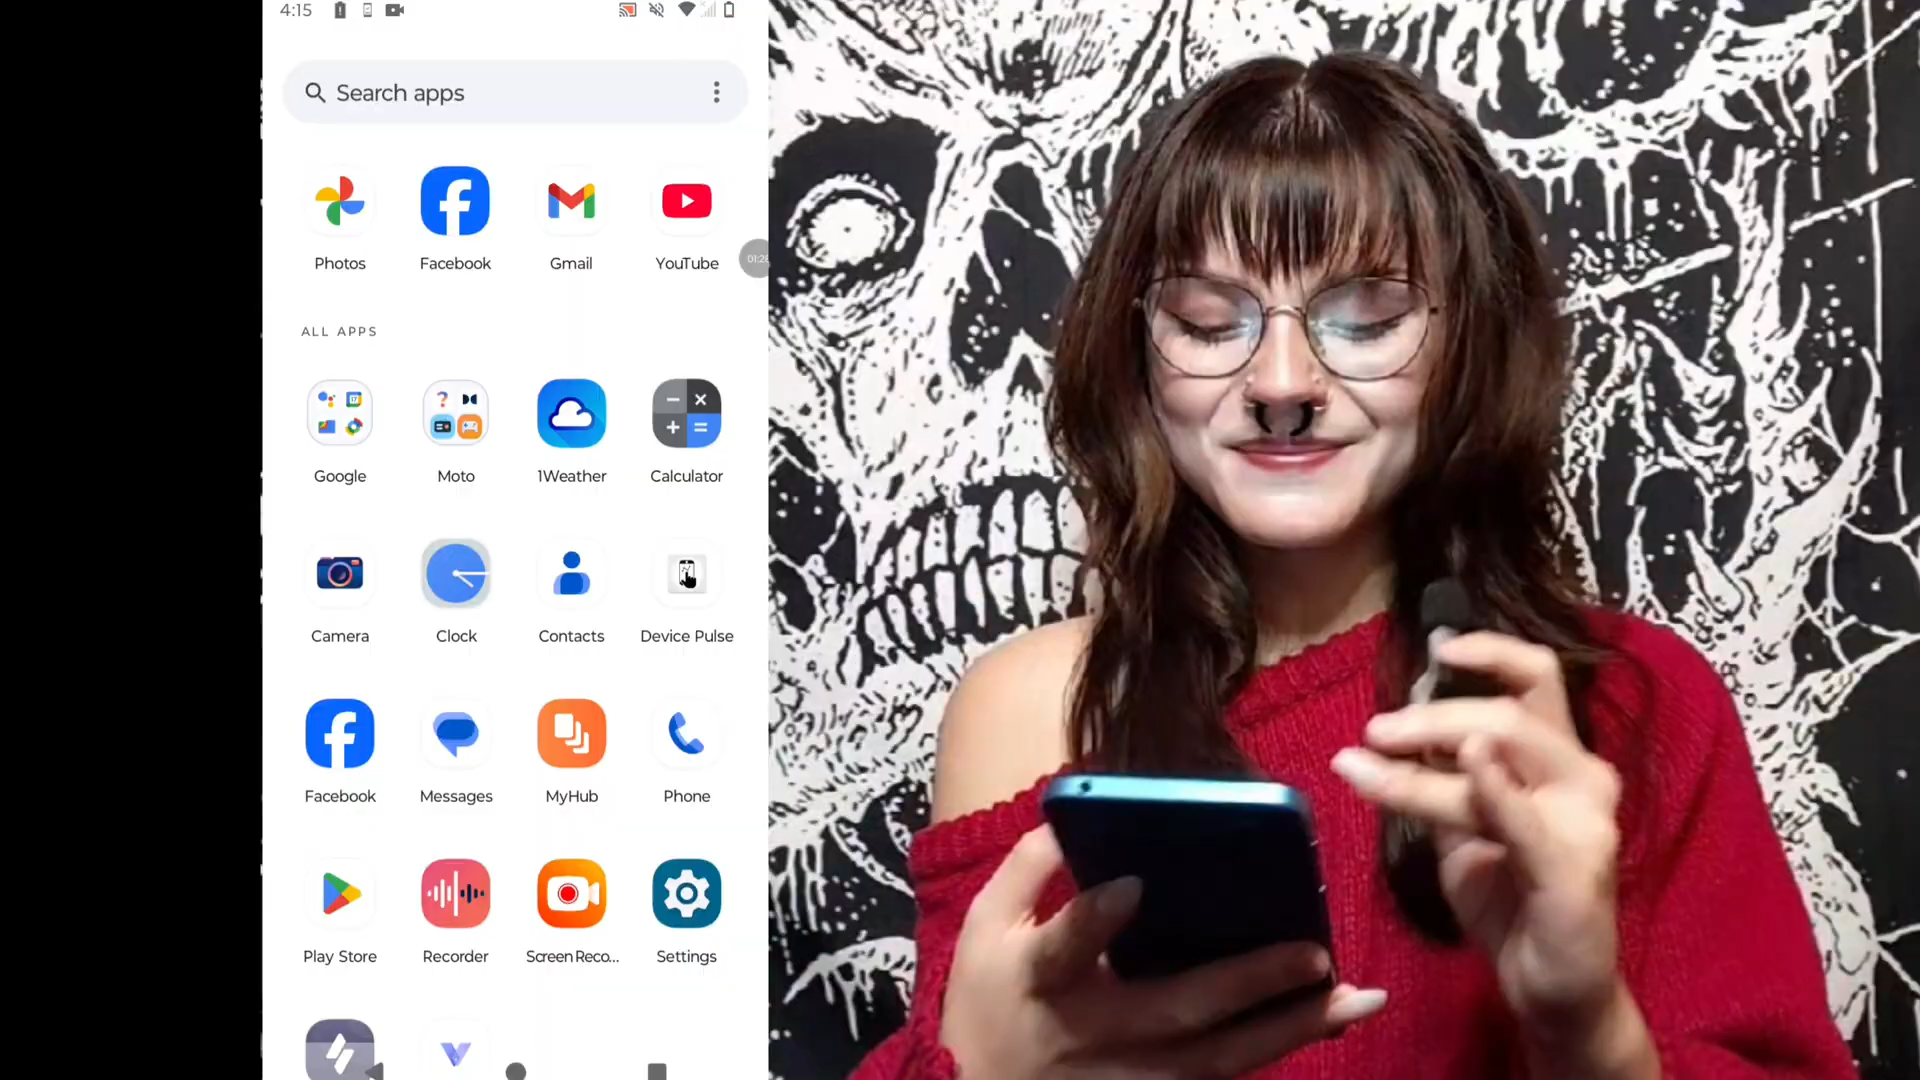 4:15
Search apps
Photos Facebook Gmail YouTube
ALL APPS
Google Moto 1Weather Calculator
Camera Clock Contacts Device Pulse
Facebook Messages MyHub Phone
Play Store Recorder Screen Reco... Settings